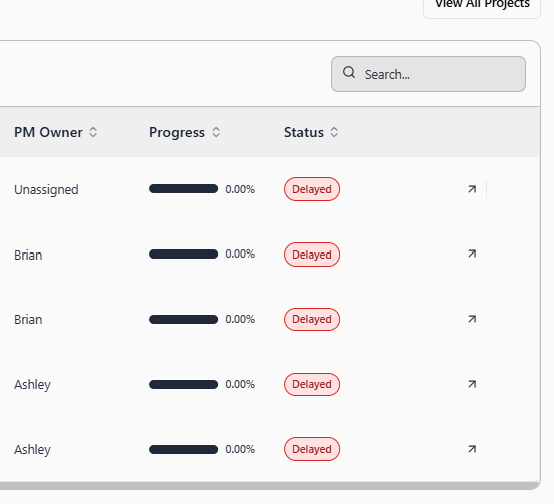 View All Projects
Search...
PM Owner Progress Status
Unassigned 0.00% Delayed
Brian 0.00% Delayed
Brian 0.00% Delayed
Ashley 0.00% Delayed
Ashley 0.00% Delayed